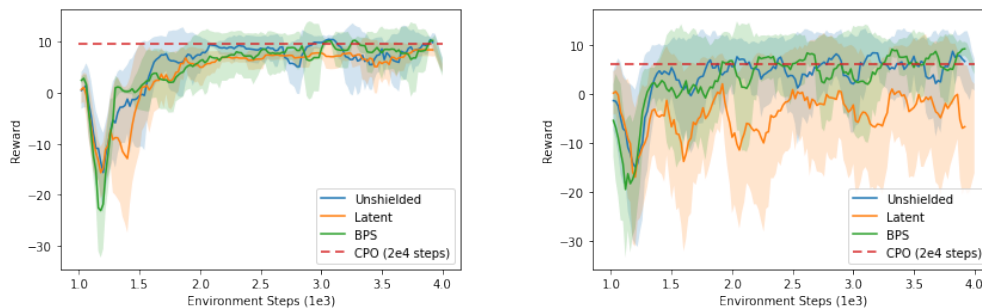 10
0
−10
−20
−30
Reward
1.0 1.5 2.0 2.5 3.0 3.5 4.0
Environment Steps (1e3)
Unshielded
Latent
BPS
CPO (2e4 steps)
10
0
−10
−20
−30
Reward
1.0 1.5 2.0 2.5 3.0 3.5 4.0
Environment Steps (1e3)
Unshielded
Latent
BPS
CPO (2e4 steps)